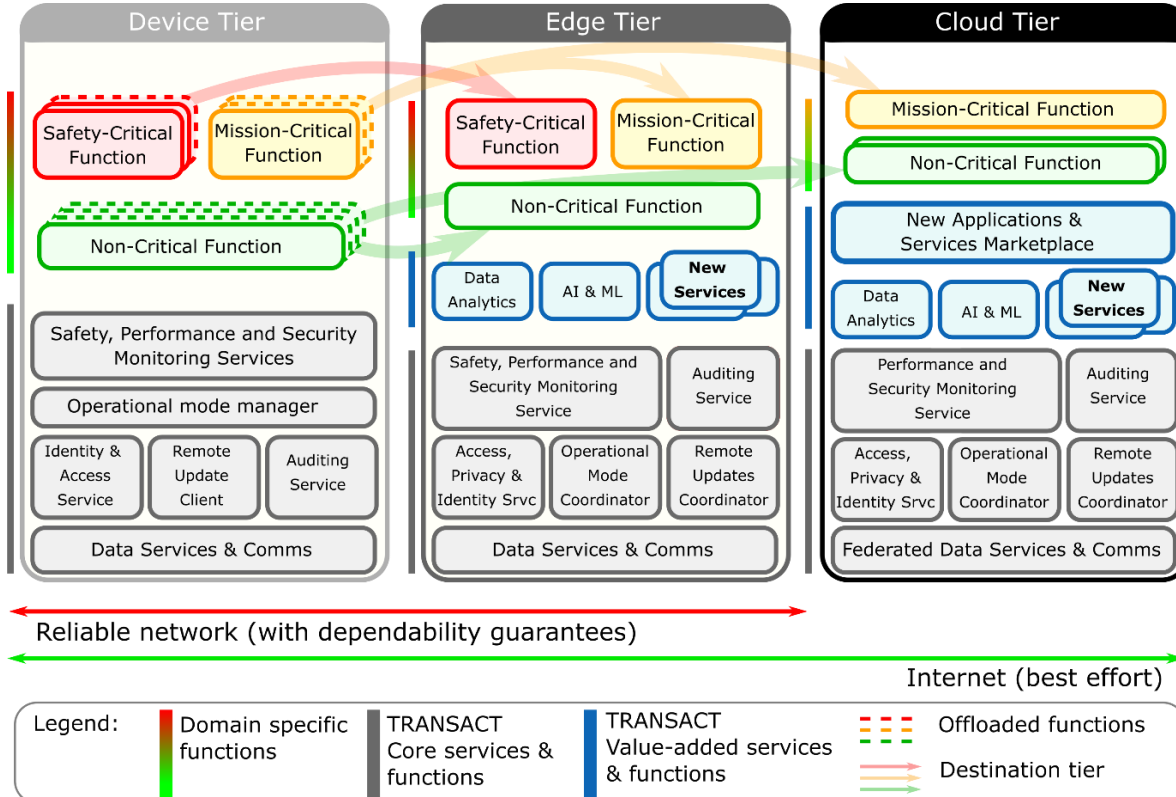 Device Tier
Safety-Critical
Function
Mission-Critical
Function
Non-Critical Function
Safety, Performance and Security
Monitoring Services
Operational mode manager
Identity &
Access
Service
Remote
Update
Client
Auditing
Service
Data Services & Comms
Edge Tier
Safety-Critical
Function
Mission-Critical
Function
Non-Critical Function
Data
Analytics
AI & ML
New
Services
Safety, Performance and
Security Monitoring
Service
Auditing
Service
Access,
Privacy &
Identity Srvc
Operational
Mode
Coordinator
Remote
Updates
Coordinator
Data Services & Comms
Cloud Tier
Mission-Critical Function
Non-Critical Function
New Applications &
Services Marketplace
Data
Analytics
AI & ML
New
Services
Performance and
Security Monitoring
Service
Auditing
Service
Access,
Privacy &
Identity Srvc
Operational
Mode
Coordinator
Remote
Updates
Coordinator
Federated Data Services & Comms
Reliable network (with dependability guarantees)
Internet (best effort)
Legend:
Domain specific
functions
TRANSACT
Core services &
functions
TRANSACT
Value-added services
& functions
Offloaded functions
Destination tier